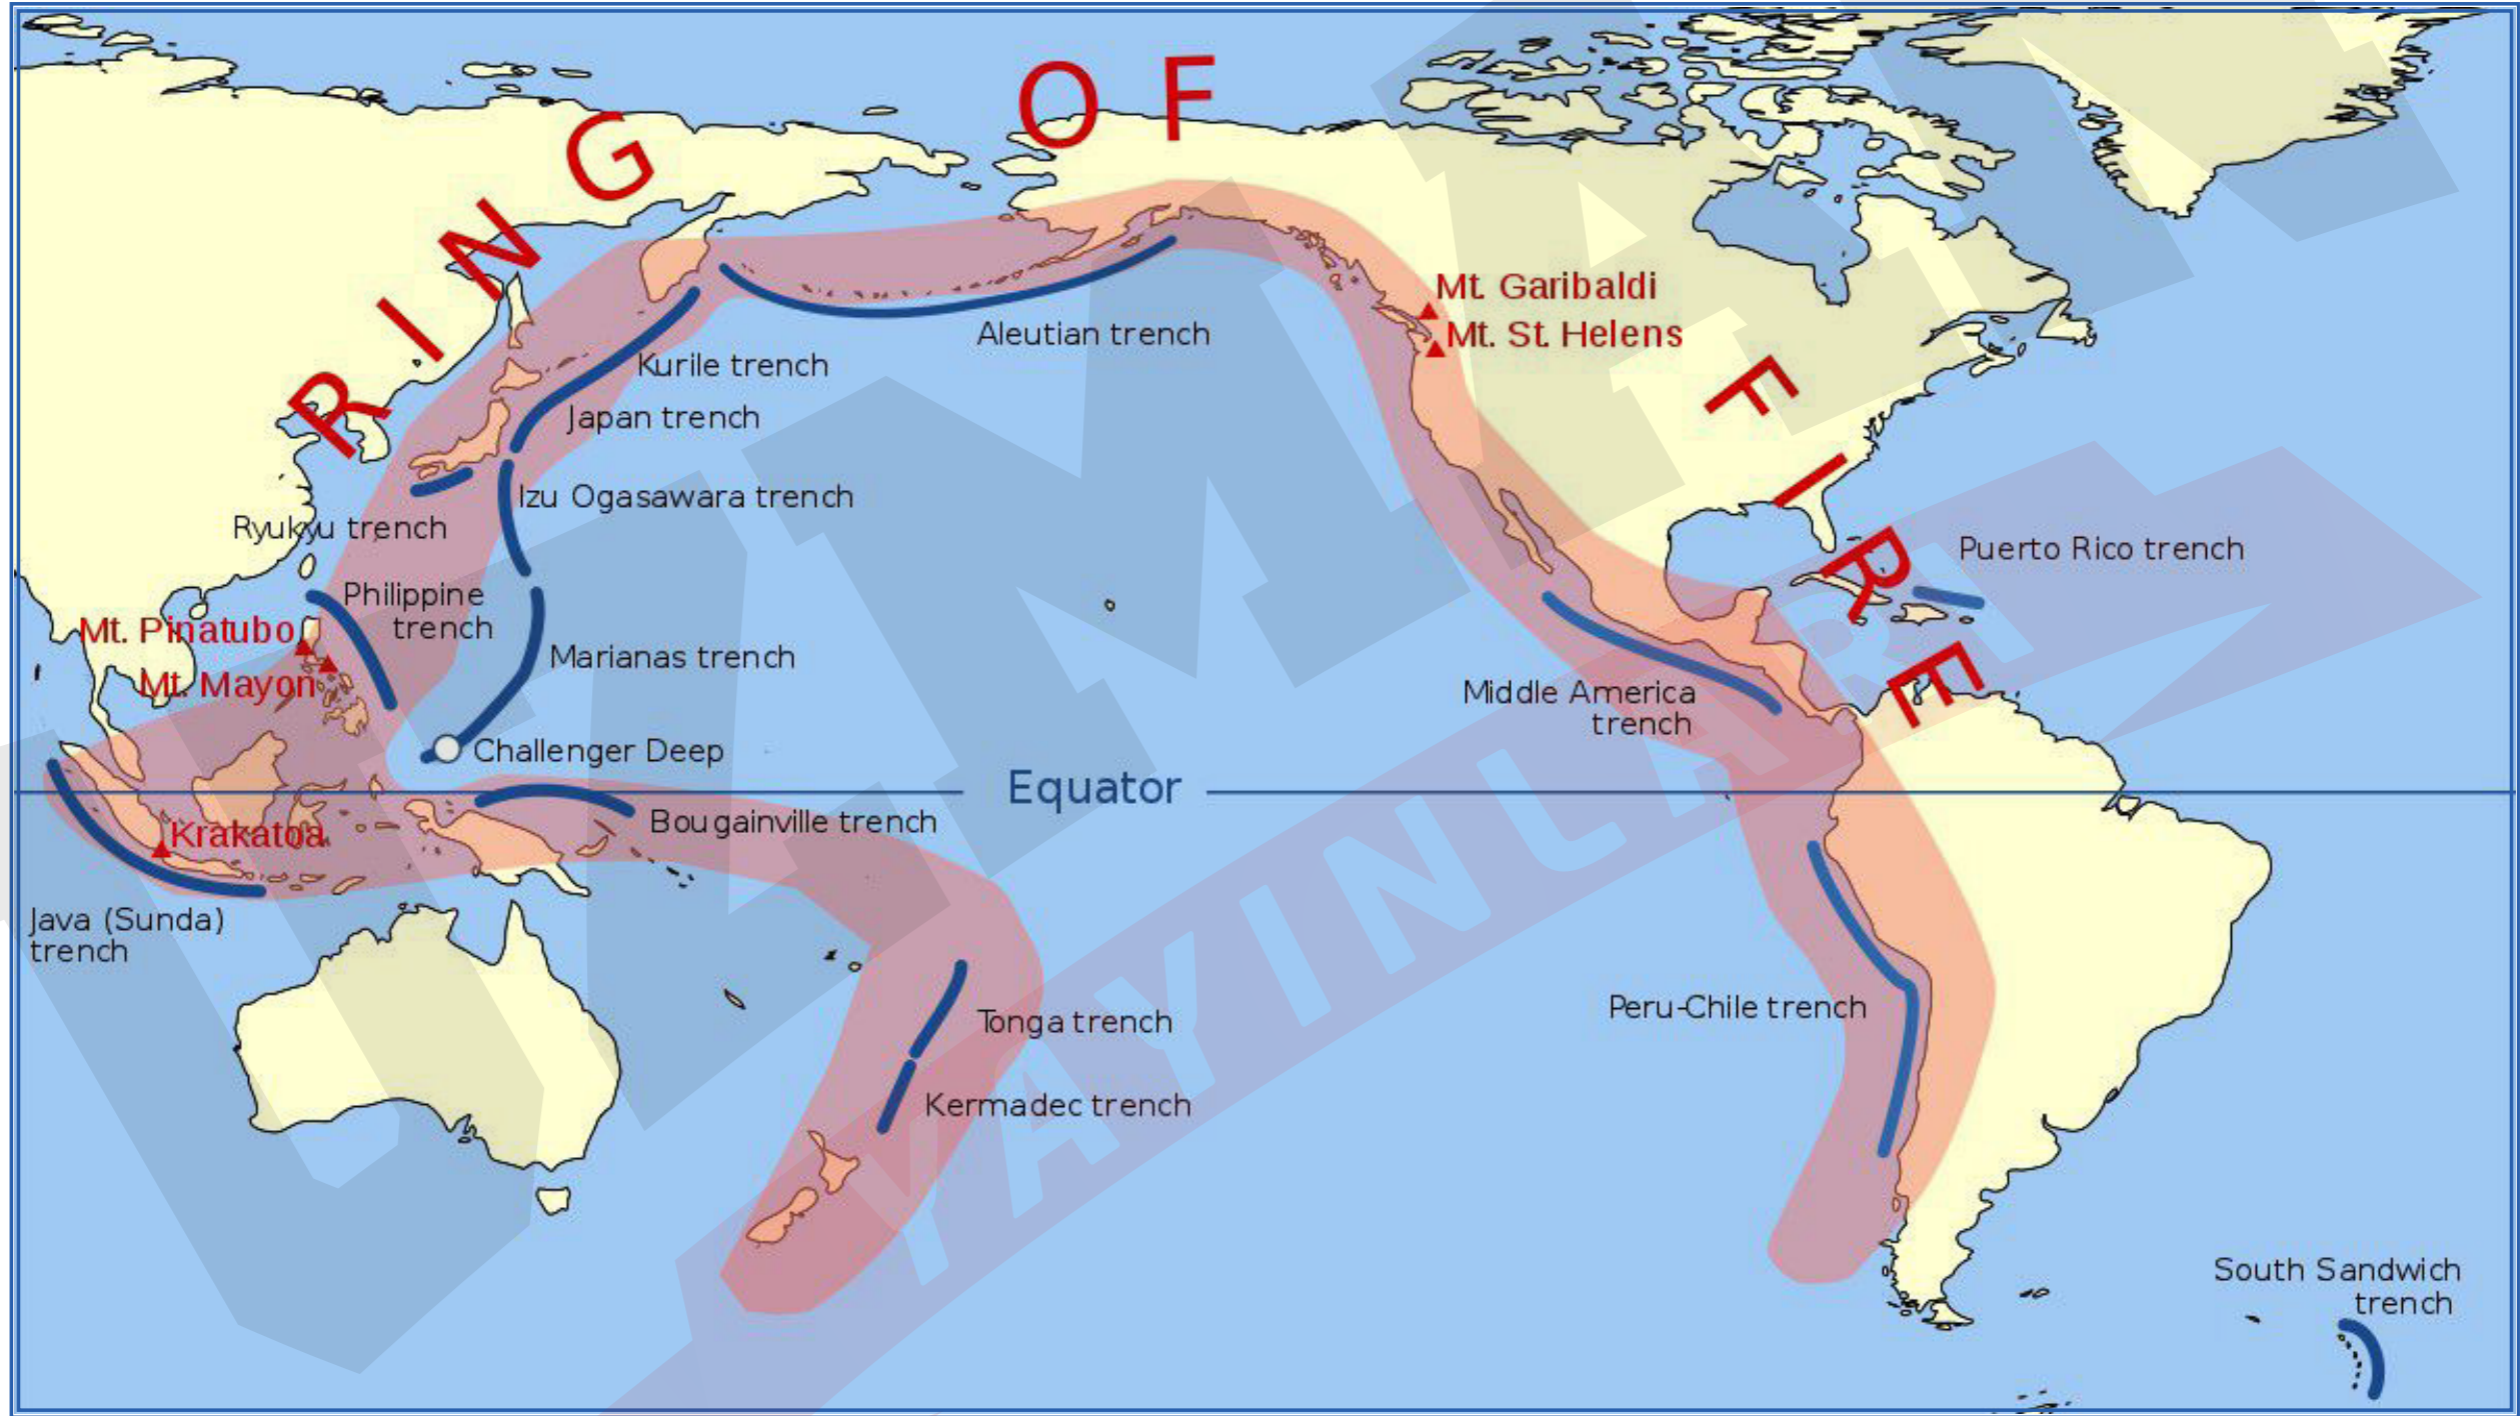 RING OF FIRE
Mt. Garibaldi
Mt. St. Helens
Aleutian trench
Kurile trench
Japan trench
Izu Ogasawara trench
Ryukyu trench
Puerto Rico trench
Philippine
trench
Mt. Pinatubo
Mt. Mayon
Marianas trench
Middle America
trench
Challenger Deep
Equator
Bougainville trench
Krakatoa
Java (Sunda)
trench
Peru-Chile trench
Tonga trench
Kermadec trench
South Sandwich
trench
UZMAN
YAYINLARI